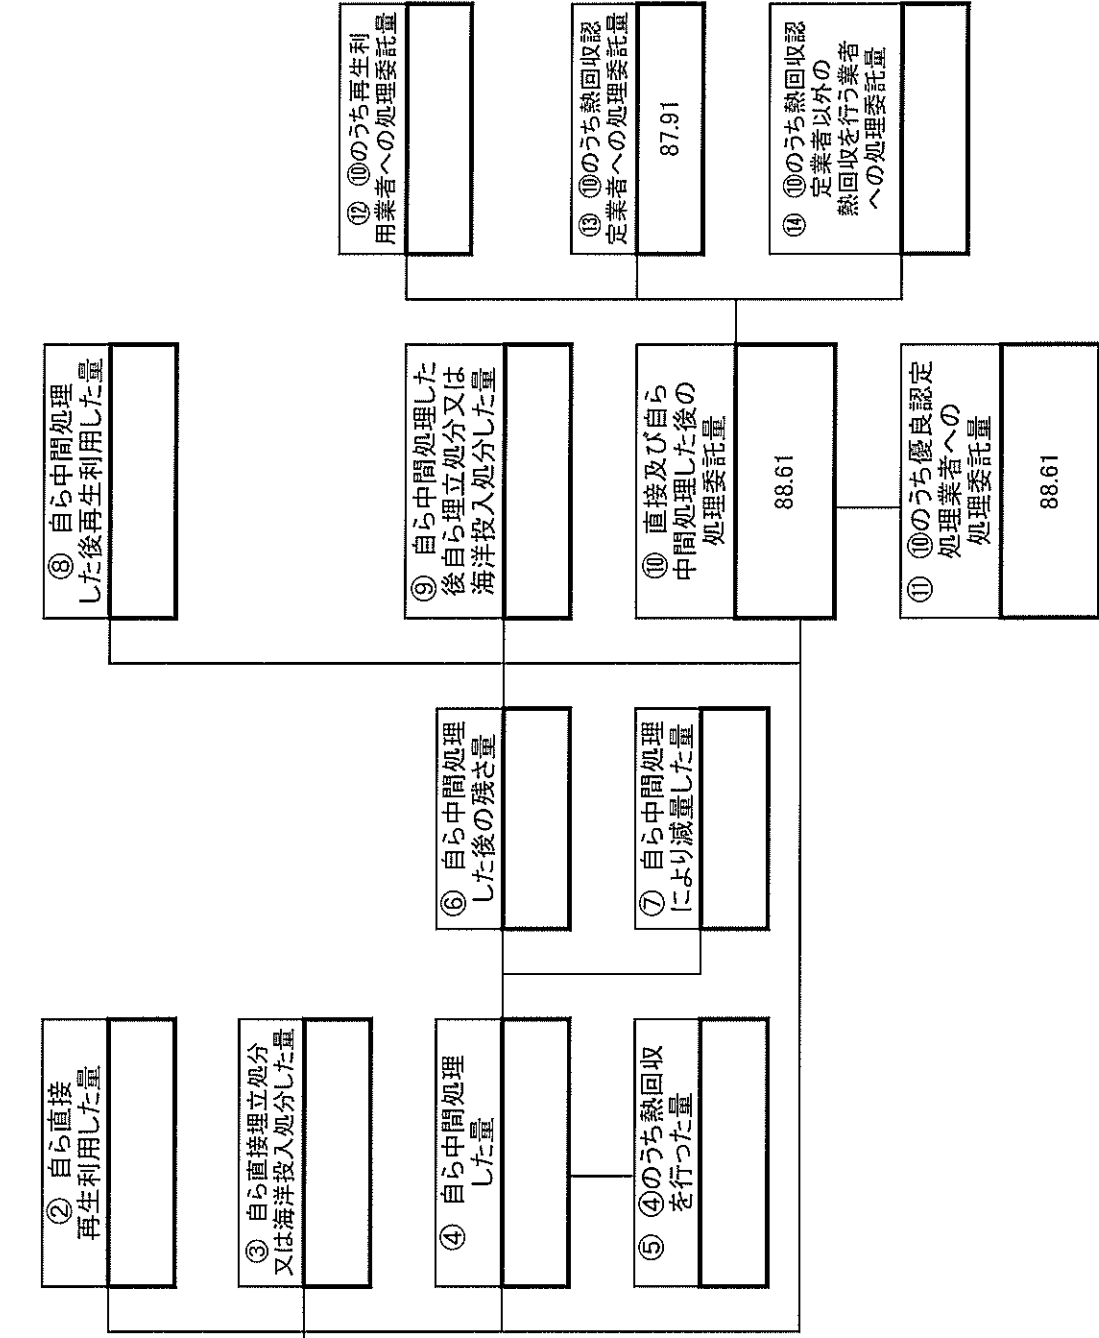 ② 自ら直接
再生利用した量
③ 自ら直接埋立処分
又は海洋投入処分した量
④ 自ら中間処理
した量
⑤ ④のうち熱回収
を行った量
⑥ 自ら中間処理
した後の残さ量
⑦ 自ら中間処理
により減量した量
⑧ 自ら中間処理
した後再生利用した量
⑨ 自ら中間処理した
後自ら埋立処分又は
海洋投入処分した量
⑩ 直接及び自ら
中間処理した後の
処理委託量
88.61
⑪ ⑩のうち優良認定
処理業者への
処理委託量
88.61
⑫ ⑩のうち再生利
用業者への処理委託量
⑬ ⑩のうち熱回収認
定業者への処理委託量
87.91
⑭ ⑩のうち熱回収認
定業者以外の
熱回収を行う業者
への処理委託量